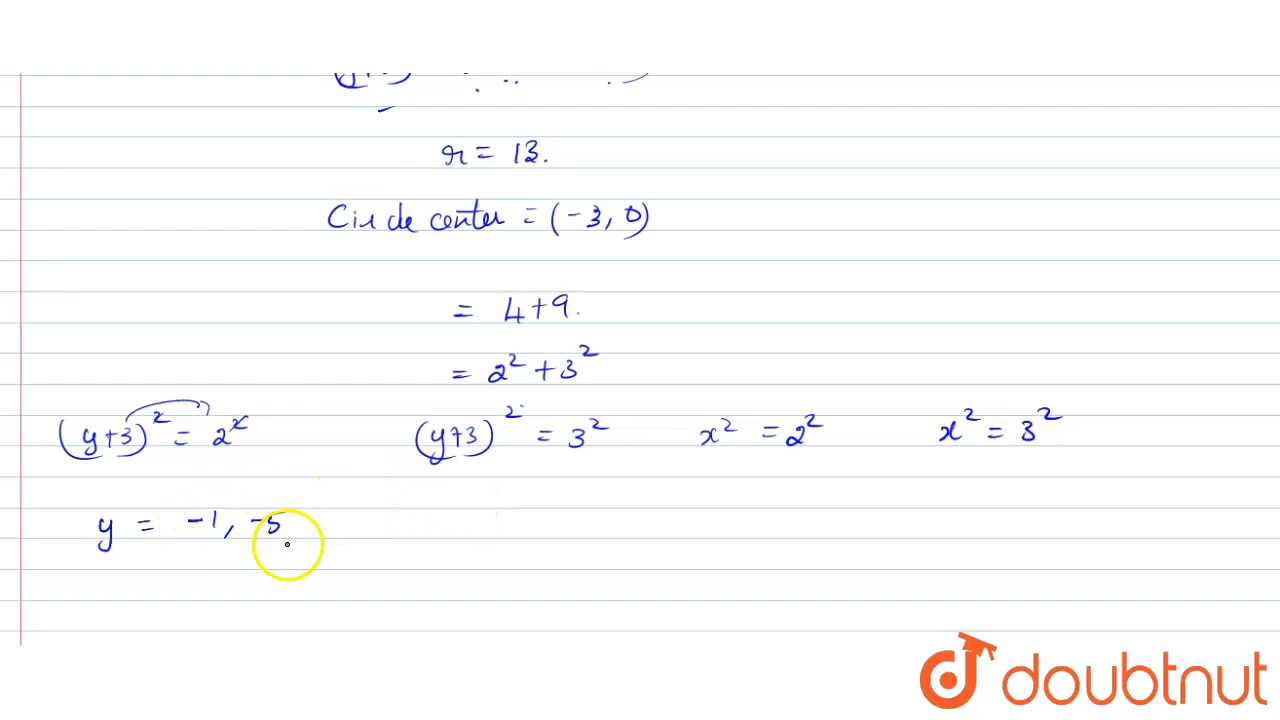 r = 13.
Circle center = (-3, 0)
= 4+9.
= 2² + 3²
(y+3)² = 2² (y+3)² = 3² x² = 2² x² = 3²
y = -1, -5
doubtnut